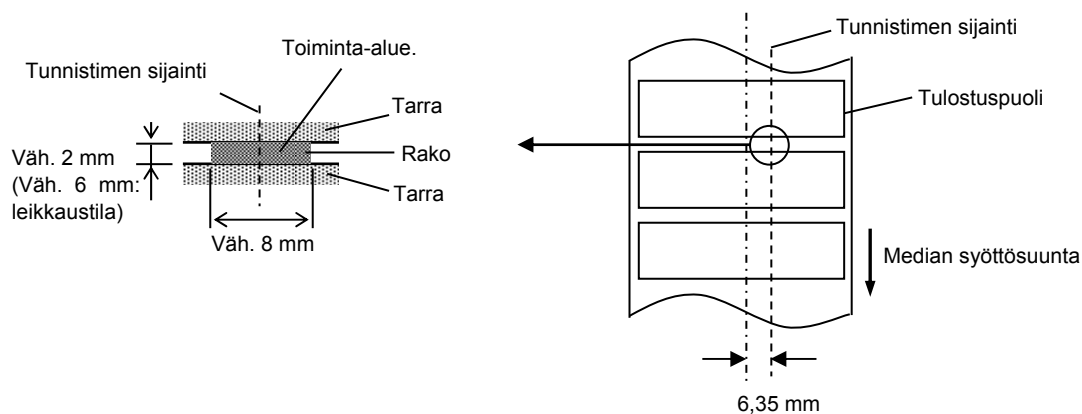 Toiminta-alue.
Tunnistimen sijainti
Tarra
Väh. 2 mm
(Väh. 6 mm:
leikkaustila)
Rako
Tarra
Väh. 8 mm
Tunnistimen sijainti
Tulostuspuoli
Median syöttösuunta
6,35 mm